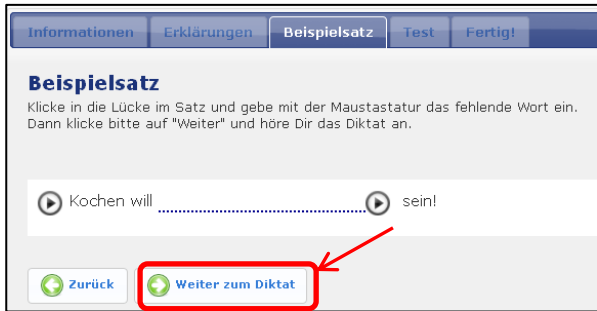 Informationen Erklärungen Beispielsatz Test Fertig!
Beispielsatz
Klicke in die Lücke im Satz und gebe mit der Maustastatur das fehlende Wort ein.
Dann klicke bitte auf "Weiter" und höre Dir das Diktat an.
Kochen will sein!
Zurück Weiter zum Diktat